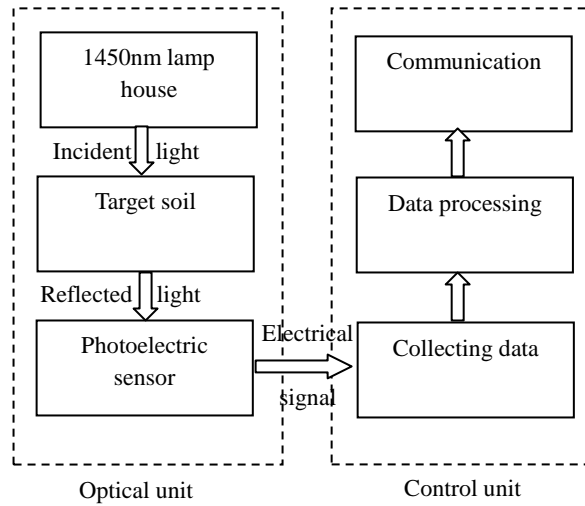 1450nm lamp
house
Incident light
Target soil
Reflected light
Photoelectric
sensor
Optical unit
Electrical
signal
Communication
Data processing
Collecting data
Control unit